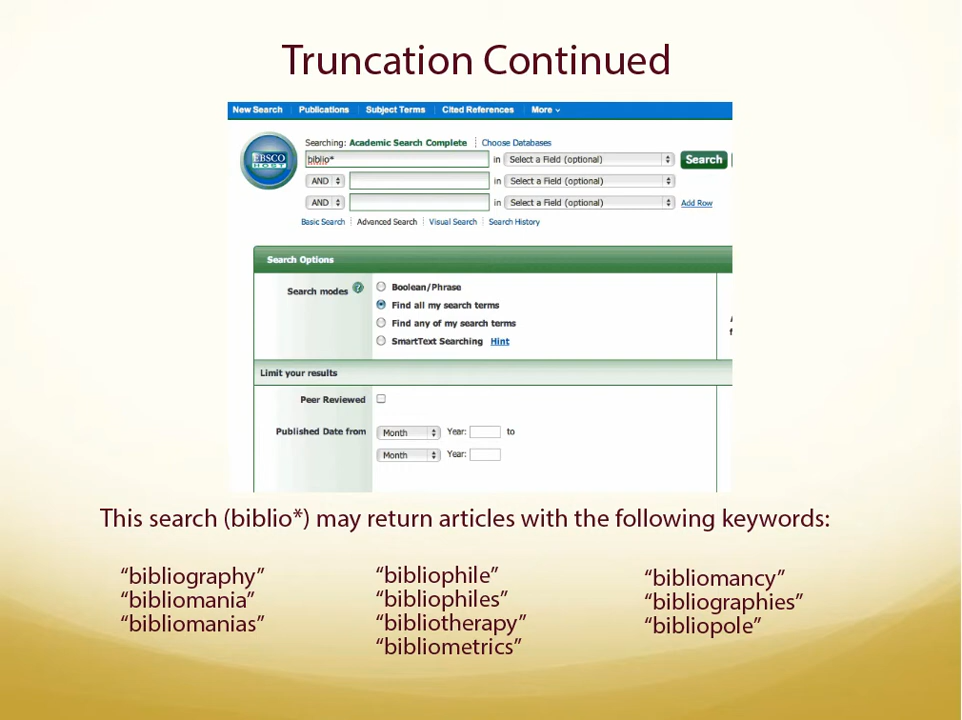 Truncation Continued
New Search Publications Subject Terms Cited References More
Searching: Academic Search Complete Choose Databases
EBSCO HOST
biblio* in Select a Field (optional) Search
AND in Select a Field (optional)
AND in Select a Field (optional) Add Row
Basic Search Advanced Search Visual Search Search History
Search Options
Search modes ? Boolean/Phrase
Find all my search terms
Find any of my search terms
SmartText Searching Hint
Limit your results
Peer Reviewed
Published Date from Month Year: to
Month Year:
This search (biblio*) may return articles with the following keywords:
“bibliography”
“bibliomania”
“bibliomanias”
“bibliophile”
“bibliophiles”
“bibliotherapy”
“bibliometrics”
“bibliomancy”
“bibliographies”
“bibliopole”